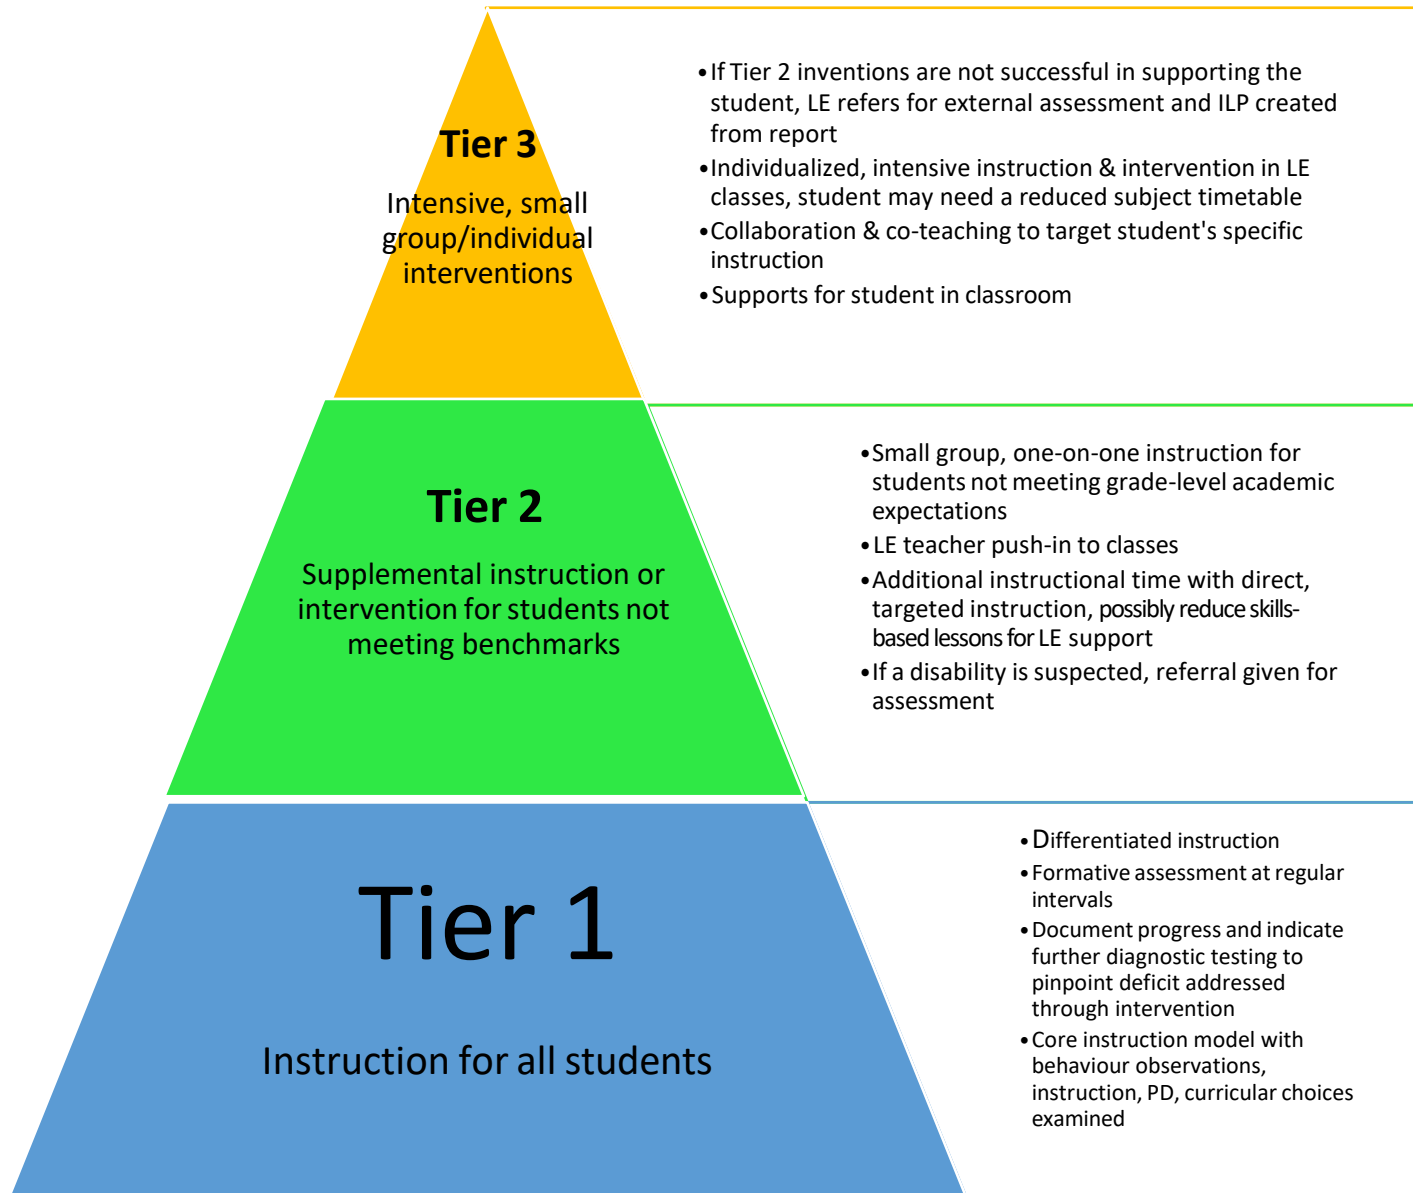 Tier 3
Intensive, small
group/individual
interventions
•If Tier 2 inventions are not successful in supporting the
student, LE refers for external assessment and ILP created
from report
•Individualized, intensive instruction & intervention in LE
classes, student may need a reduced subject timetable
•Collaboration & co-teaching to target student's specific
instruction
•Supports for student in classroom
Tier 2
Supplemental instruction or
intervention for students not
meeting benchmarks
•Small group, one-on-one instruction for
students not meeting grade-level academic
expectations
•LE teacher push-in to classes
•Additional instructional time with direct,
targeted instruction, possibly reduce skills-
based lessons for LE support
•If a disability is suspected, referral given for
assessment
Tier 1
Instruction for all students
•Differentiated instruction
•Formative assessment at regular
intervals
•Document progress and indicate
further diagnostic testing to
pinpoint deficit addressed
through intervention
•Core instruction model with
behaviour observations,
instruction, PD, curricular choices
examined